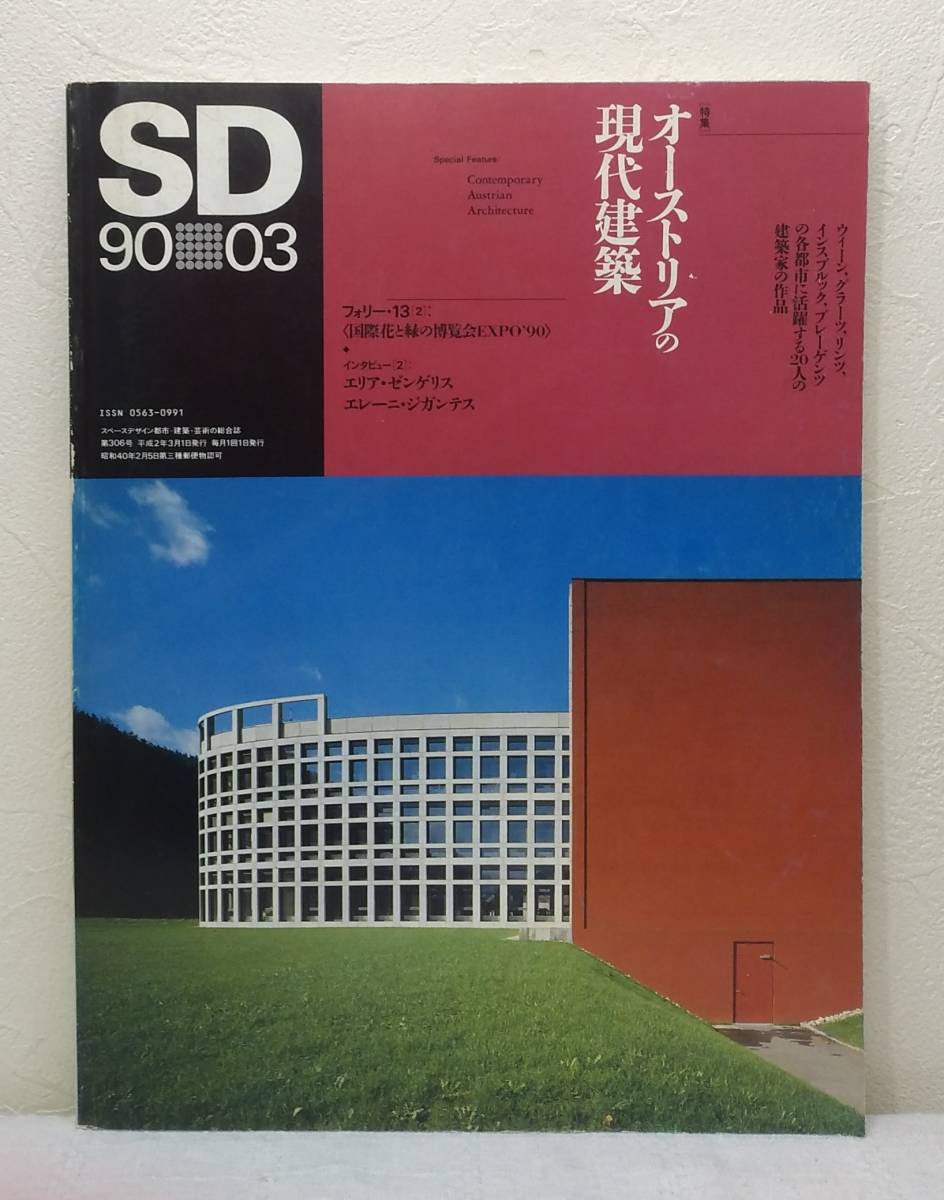 SD
90 03
ISSN 0563-0991
スペースデザイン都市・建築・芸術の総合誌
第306号 平成2年3月1日発行 毎月1回1日発行
昭和40年2月5日第三種郵便物認可
[特集]
オーストリアの
現代建築
Special Feature:
Contemporary
Austrian
Architecture
ウィーン、グラーツ、リンツ、
インスブルック、ブレーゲンツ
の各都市に活躍する20人の
建築家の作品
フォリー・13[2]:
〈国際花と緑の博覧会EXPO'90〉
インタビュー[2]:
エリア・ゼンゲリス
エレーニ・ジガンテス